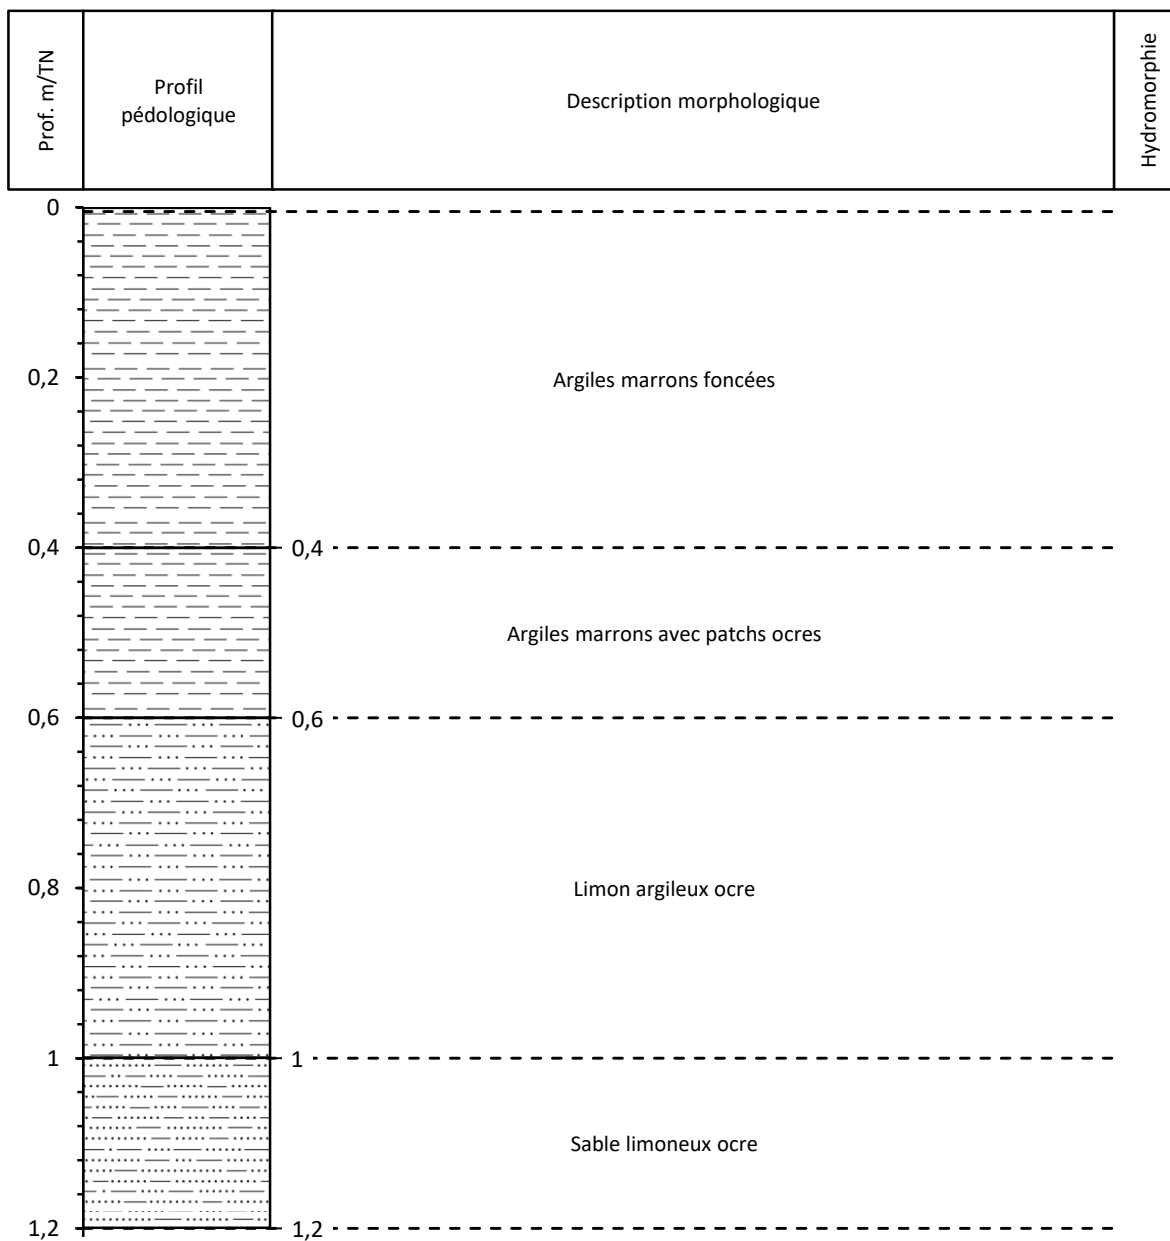 Prof. m/TN
Profil
pédologique
Description morphologique
Hydromorphie
0
0,2
Argiles marrons foncées
0,4
0,4
Argiles marrons avec patchs ocres
0,6
0,6
0,8
Limon argileux ocre
1
1
Sable limoneux ocre
1,2
1,2